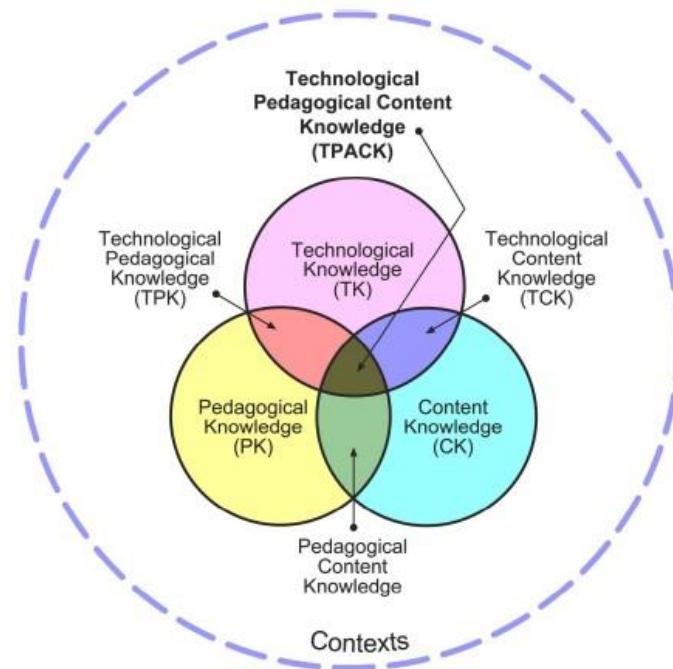 Technological
Pedagogical Content
Knowledge
(TPACK)
Technological
Pedagogical
Knowledge
(TPK)
Technological
Knowledge
(TK)
Technological
Content
Knowledge
(TCK)
Pedagogical
Knowledge
(PK)
Content
Knowledge
(CK)
Pedagogical
Content
Knowledge
Contexts